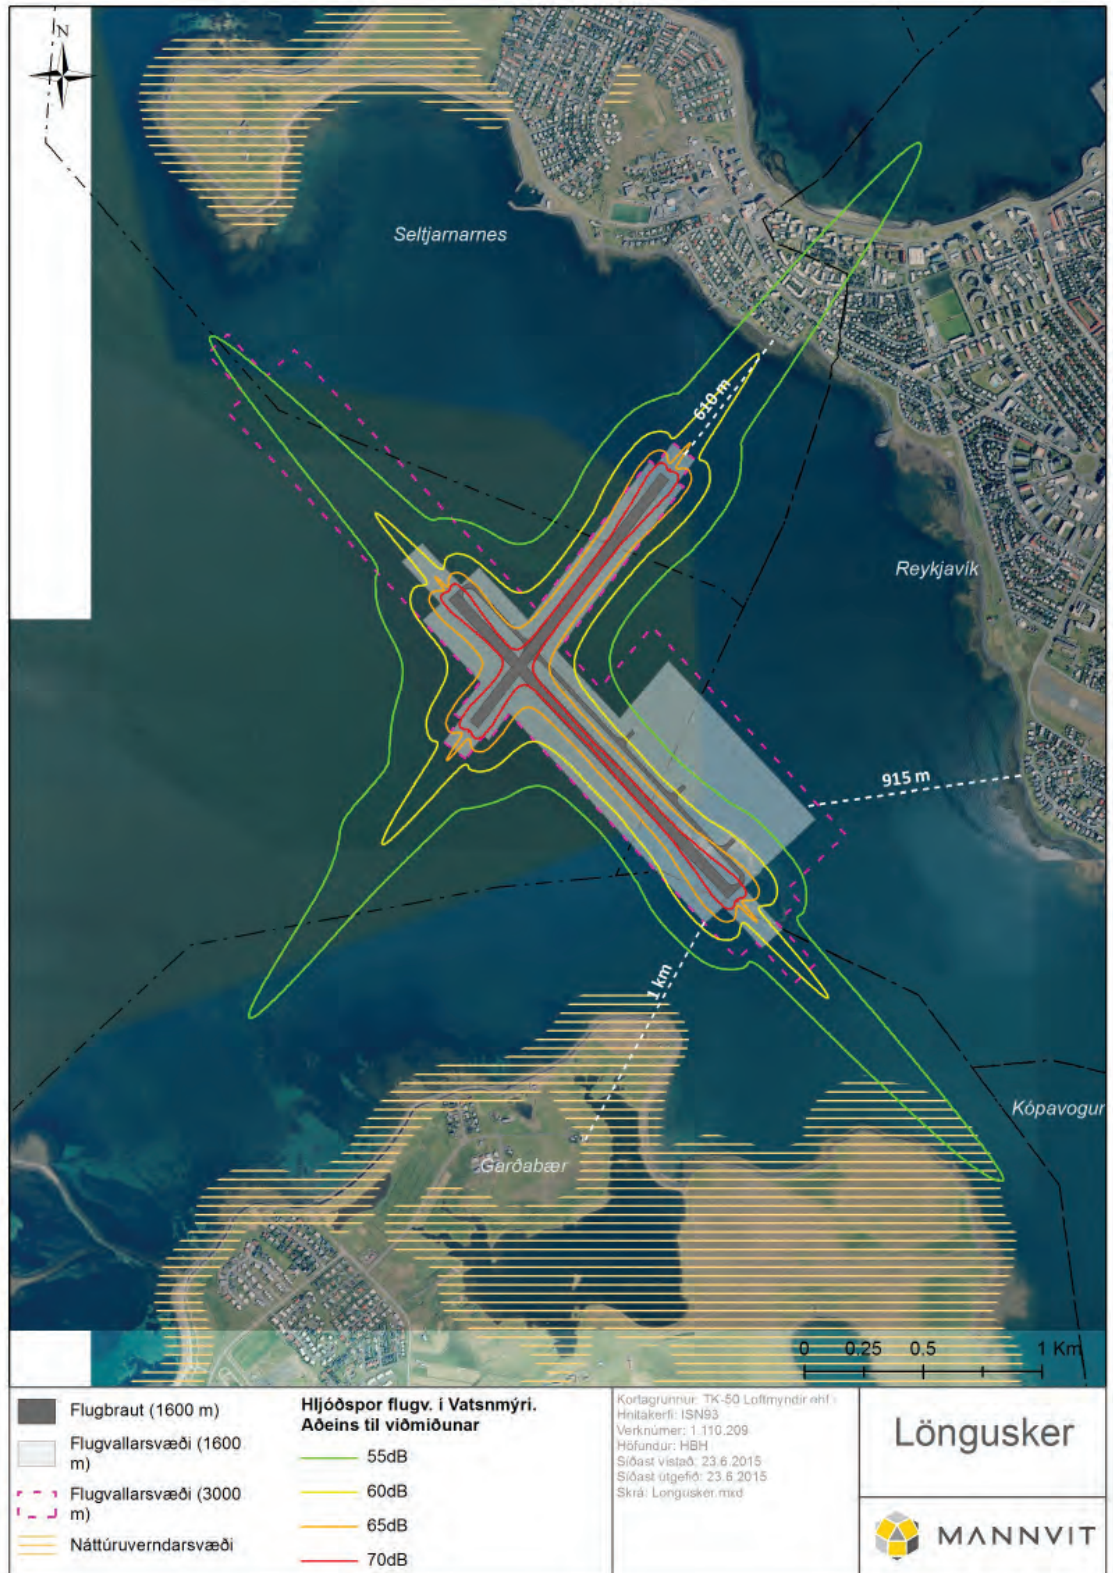 N
Seltjarnarnes
610 m
Reykjavík
915 m
1 km
Kópavogur
Garðabær
0 0.25 0.5 1 Km
Flugbraut (1600 m)
Flugvallarsvæði (1600
m)
Flugvallarsvæði (3000
m)
Náttúruverndarsvæði
Hljóðspor flugv. í Vatsnmýri.
Aðeins til viðmiðunar
55dB
60dB
65dB
70dB
Kortagrunnur: TK-50 Loftmyndir ehf
Hnitakerfi: ISN93
Verknúmer: 1.110.209
Höfundur: HBH
Síðast vistað: 23.6.2015
Síðast útgefið: 23.6.2015
Skrá: Longusker.mxd
Löngusker
MANNVIT